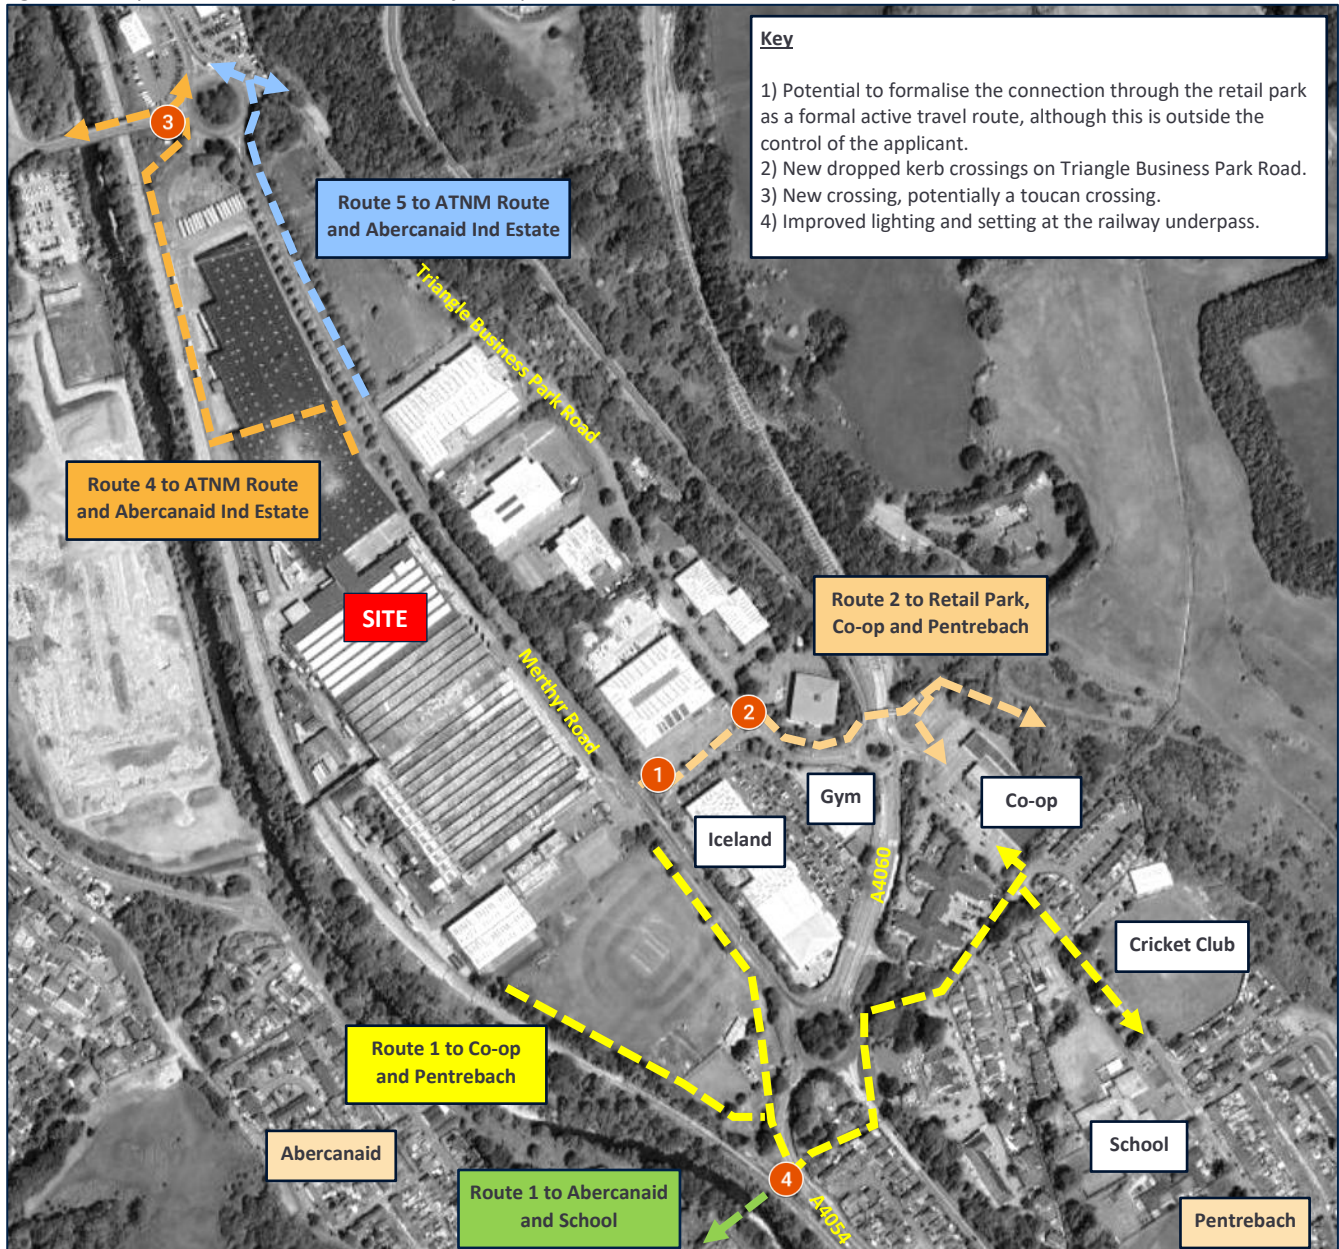 Key
1) Potential to formalise the connection through the retail park
as a formal active travel route, although this is outside the
control of the applicant.
2) New dropped kerb crossings on Triangle Business Park Road.
3) New crossing, potentially a toucan crossing.
4) Improved lighting and setting at the railway underpass.
3
Route 5 to ATNM Route
and Abercanaid Ind Estate
Triangle Business Park Road
Route 4 to ATNM Route
and Abercanaid Ind Estate
SITE
Route 2 to Retail Park,
Co-op and Pentrebach
Merthyr Road
2
1
Gym
Co-op
Iceland
A4060
Cricket Club
Route 1 to Co-op
and Pentrebach
Abercanaid
School
4
Route 1 to Abercanaid
and School
A4054
Pentrebach